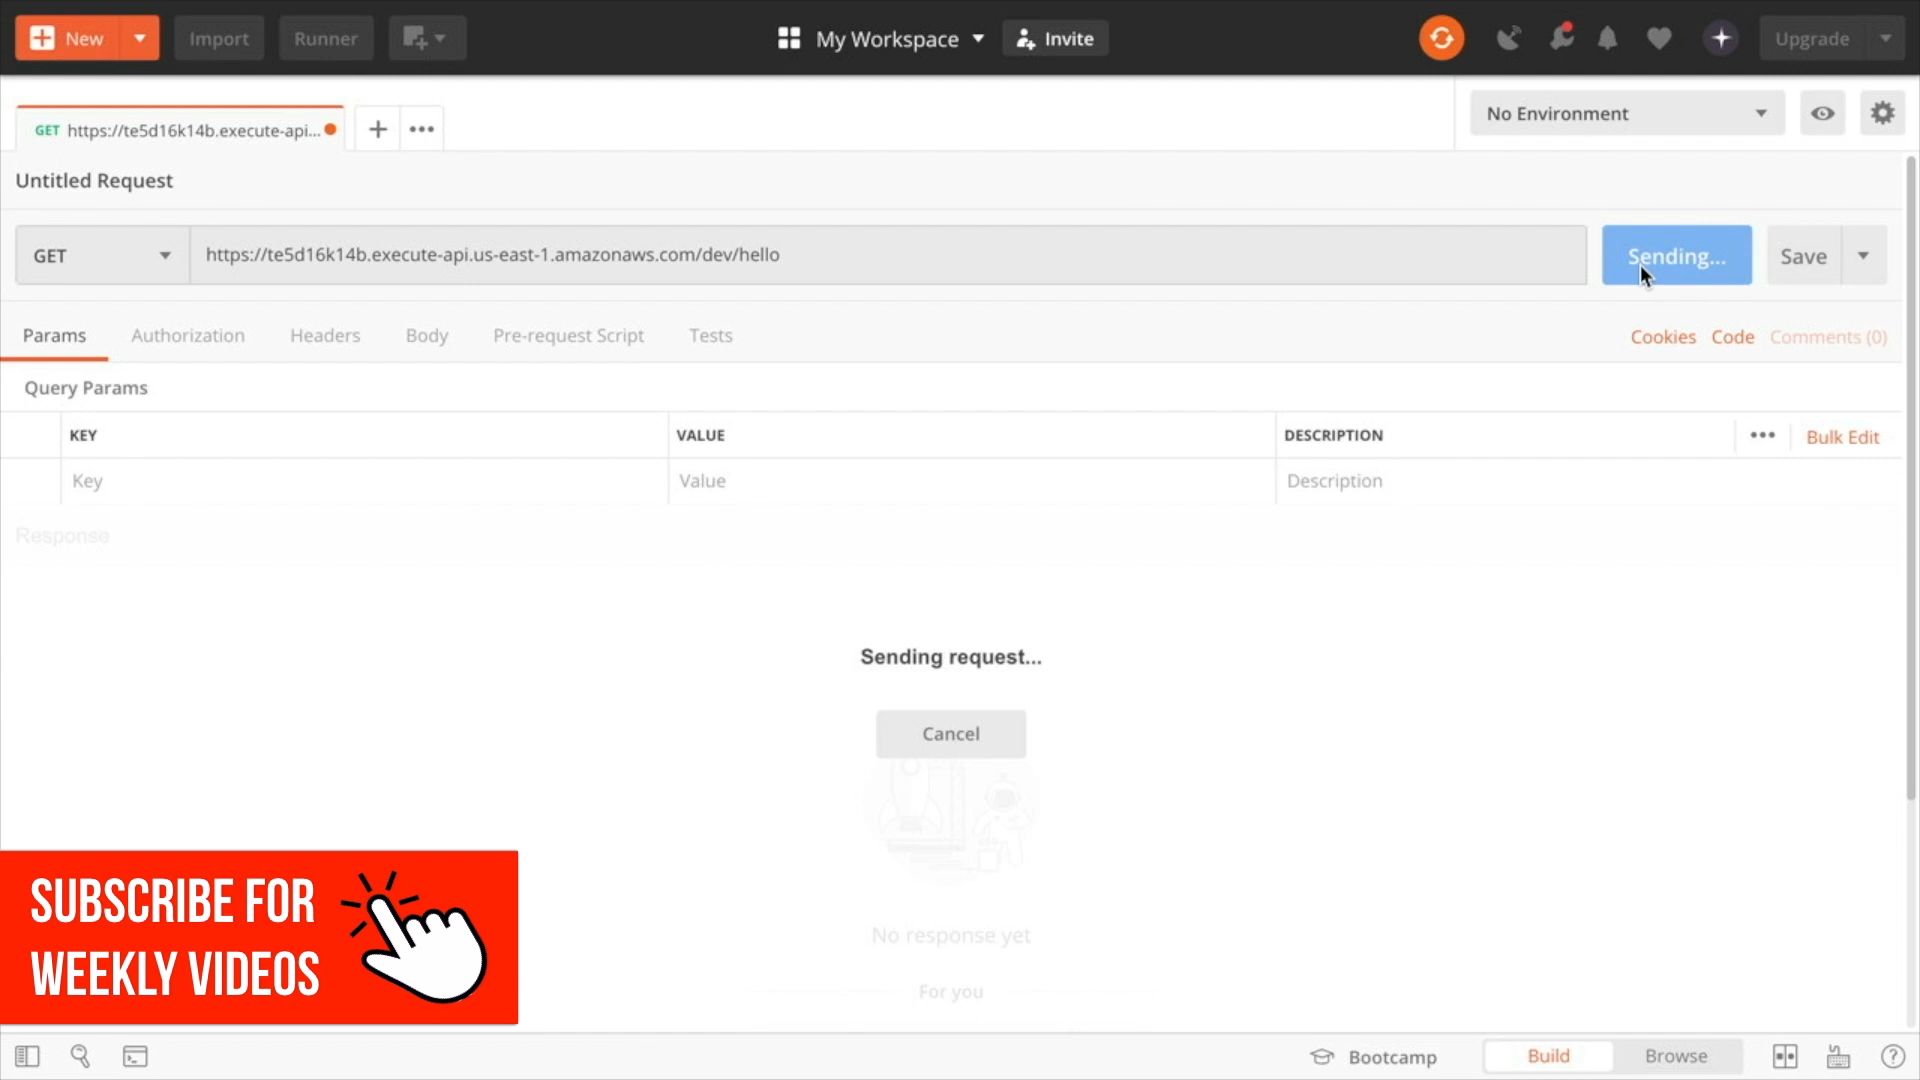 New
Import
Runner
My Workspace
Invite
Upgrade
GET https://te5d16k14b.execute-api...
No Environment
Untitled Request
GET
https://te5d16k14b.execute-api.us-east-1.amazonaws.com/dev/hello
Sending...
Save
Params Authorization Headers Body Pre-request Script Tests
Cookies Code Comments (0)
Query Params
KEY VALUE DESCRIPTION
Bulk Edit
Key Value Description
Response
Sending request...
Cancel
No response yet
For you
SUBSCRIBE FOR
WEEKLY VIDEOS
Bootcamp
Build
Browse